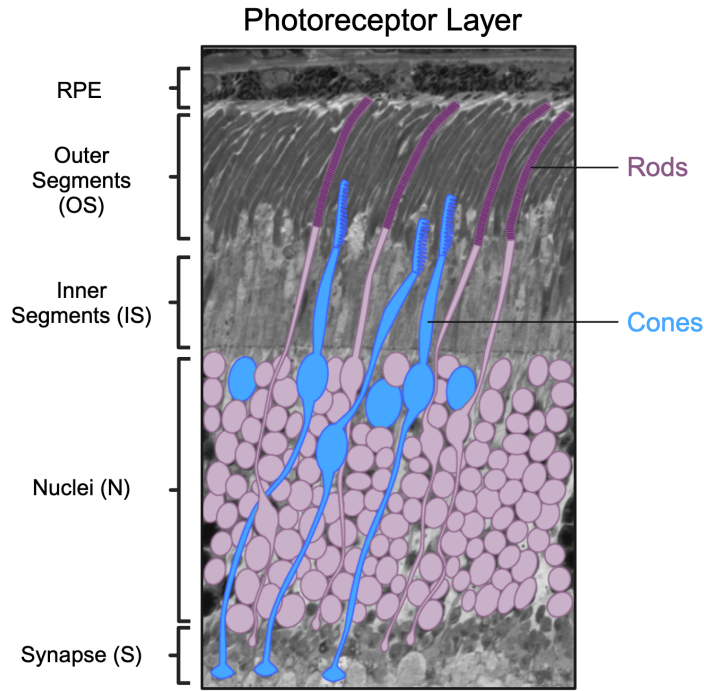 Photoreceptor Layer
RPE
Outer
Segments
(OS)
Rods
Inner
Segments (IS)
Cones
Nuclei (N)
Synapse (S)